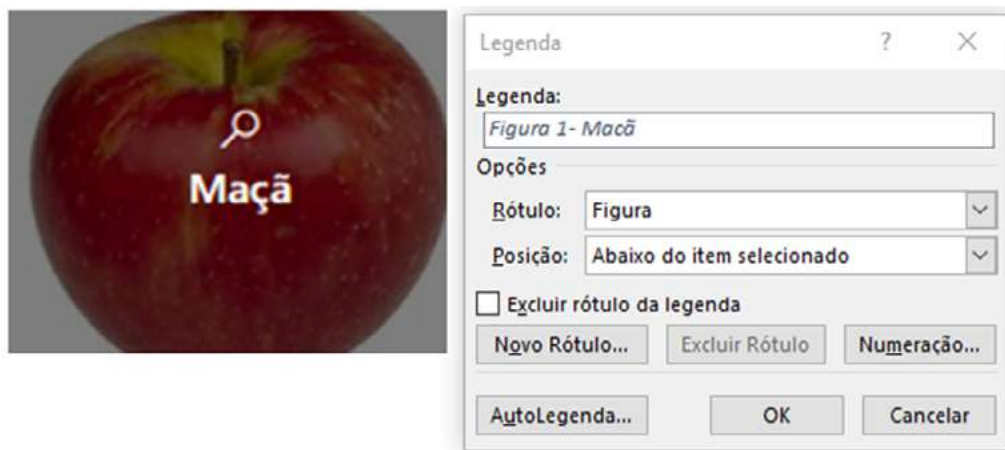 Maçã
Legenda ?
Legenda:
Figura 1- Maçã
Opções
Rótulo: Figura
Posição: Abaixo do item selecionado
Excluir rótulo da legenda
Novo Rótulo... Excluir Rótulo Numeração...
AutoLegenda... OK Cancelar